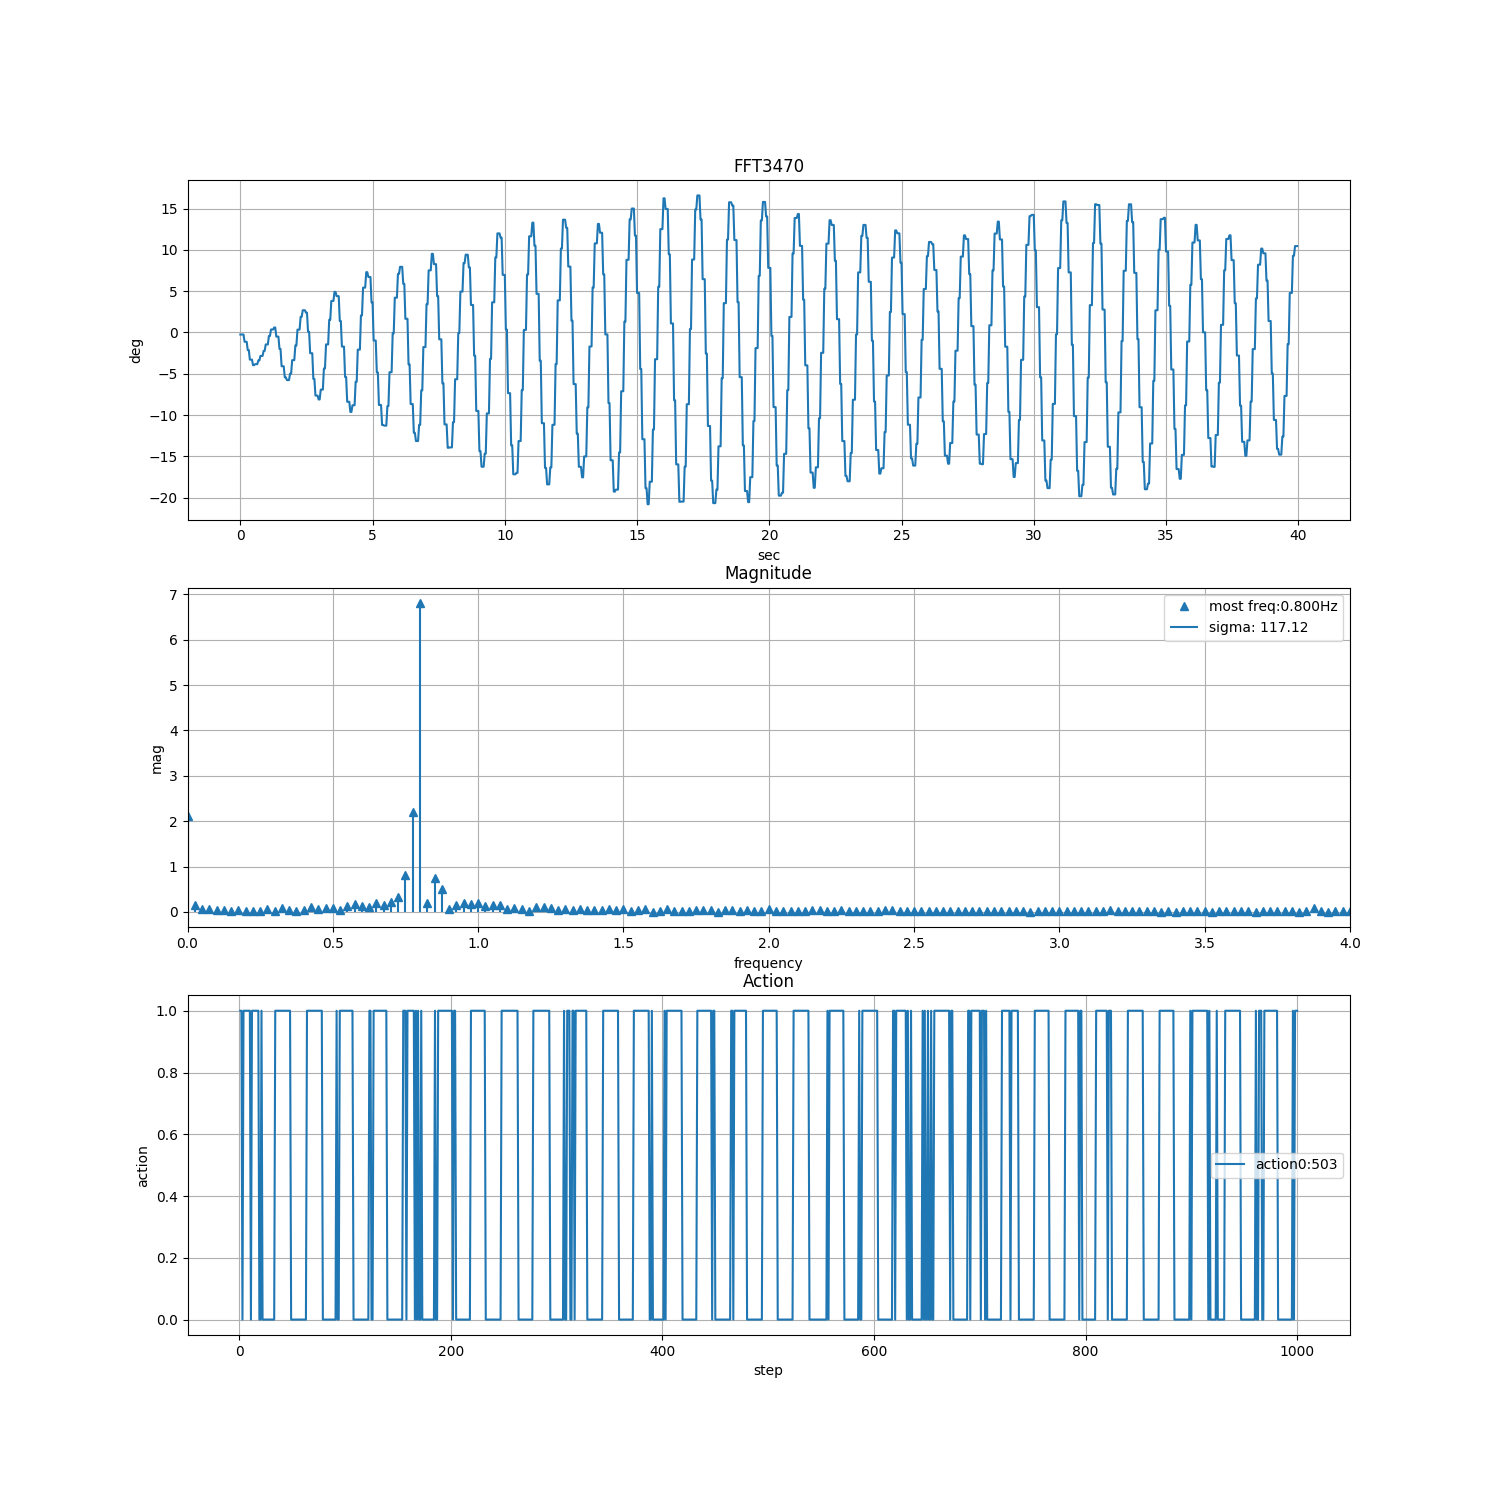 FFT3470
15
10
5
0
−5
−10
−15
−20
deg
0 5 10 15 20 25 30 35 40
sec
Magnitude
7
6
5
4
3
2
1
0
mag
most freq:0.800Hz
sigma: 117.12
0.0 0.5 1.0 1.5 2.0 2.5 3.0 3.5 4.0
frequency
Action
1.0
0.8
0.6
0.4
0.2
0.0
action
action0:503
0 200 400 600 800 1000
step